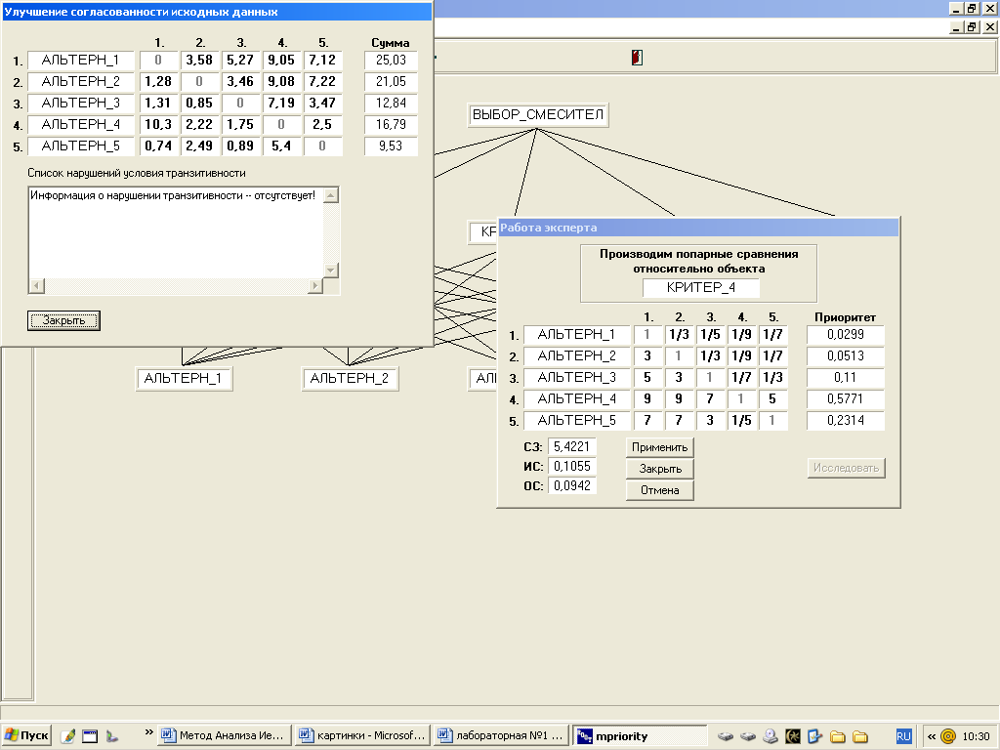 Улучшение согласованности исходных данных
1. 2. 3. 4. 5. Сумма
1. АЛЬТЕРН_1 0 3,58 5,27 9,05 7,12 25,03
2. АЛЬТЕРН_2 1,28 0 3,46 9,08 7,22 21,05
3. АЛЬТЕРН_3 1,31 0,85 0 7,19 3,47 12,84
4. АЛЬТЕРН_4 10,3 2,22 1,75 0 2,5 16,79
5. АЛЬТЕРН_5 0,74 2,49 0,89 5,4 0 9,53
Список нарушений условия транзитивности
Информация о нарушении транзитивности -- отсутствует!
Закрыть
ВЫБОР_СМЕСИТЕЛ
КР
АЛЬТЕРН_1
АЛЬТЕРН_2
АЛ
Работа эксперта
Производим попарные сравнения
относительно объекта
КРИТЕР_4
1. 2. 3. 4. 5. Приоритет
1. АЛЬТЕРН_1 1 1/3 1/5 1/9 1/7 0,0299
2. АЛЬТЕРН_2 3 1 1/3 1/9 1/7 0,0513
3. АЛЬТЕРН_3 5 3 1 1/7 1/3 0,11
4. АЛЬТЕРН_4 9 9 7 1 5 0,5771
5. АЛЬТЕРН_5 7 7 3 1/5 1 0,2314
СЗ: 5,4221 Применить
ИС: 0,1055 Закрыть Исследовать
ОС: 0,0942 Отмена
Пуск » Метод Анализа Ие... картинки - Microsof... лабораторная №1 ... mpriority RU « 10:30